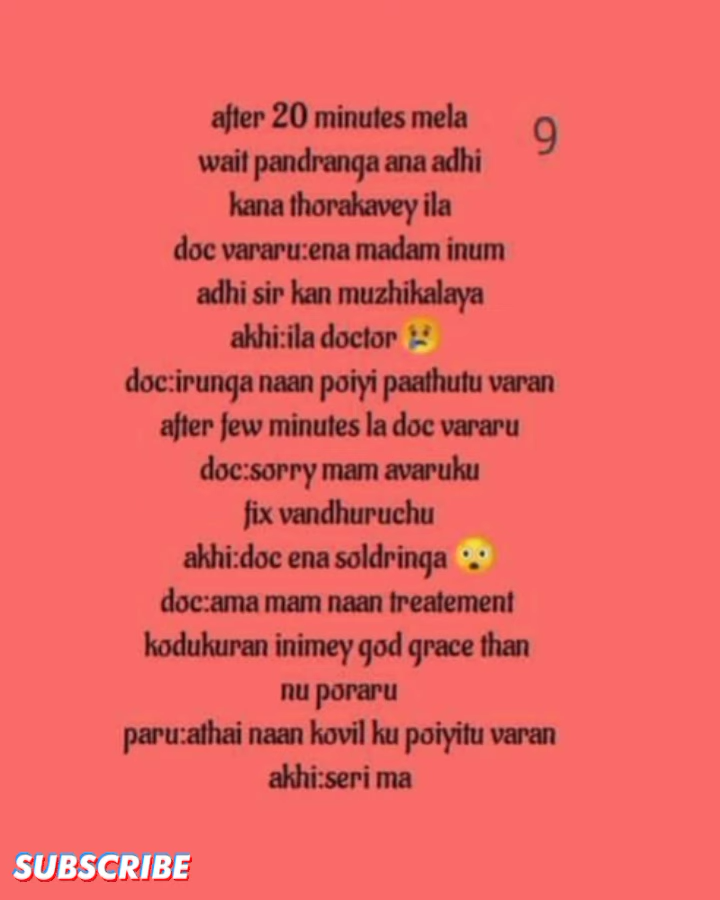 after 20 minutes mela
9
wait pandranga ana adhi
kana thorakavey ila
doc vararu:ena madam inum
adhi sir kan muzhikalaya
akhi:ila doctor 😢
doc:irunga naan poiyi paathutu varan
after few minutes la doc vararu
doc:sorry mam avaruku
fix vandhuruchu
akhi:doc ena soldringa 😳
doc:ama mam naan treatement
kodukuran inimey god grace than
nu poraru
paru:athai naan kovil ku poiyitu varan
akhi:seri ma
SUBSCRIBE